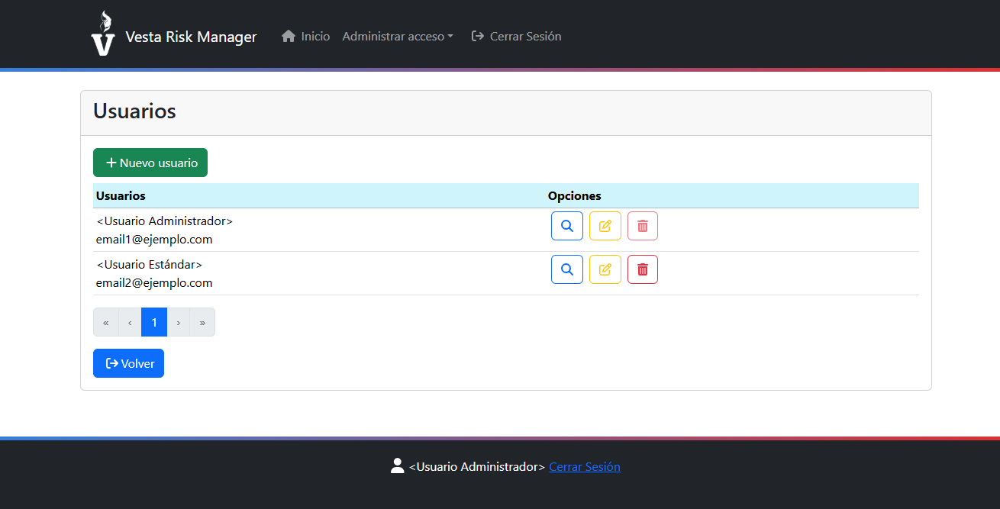 Vesta Risk Manager Inicio Administrar acceso Cerrar Sesión
Usuarios
Nuevo usuario
Usuarios Opciones
<Usuario Administrador>
email1@ejemplo.com
<Usuario Estándar>
email2@ejemplo.com
« ‹ 1 › »
Volver
<Usuario Administrador> Cerrar Sesión